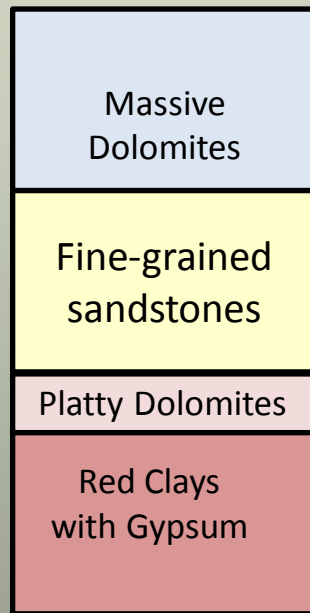 Massive
Dolomites
Fine-grained
sandstones
Platty Dolomites
Red Clays
with Gypsum